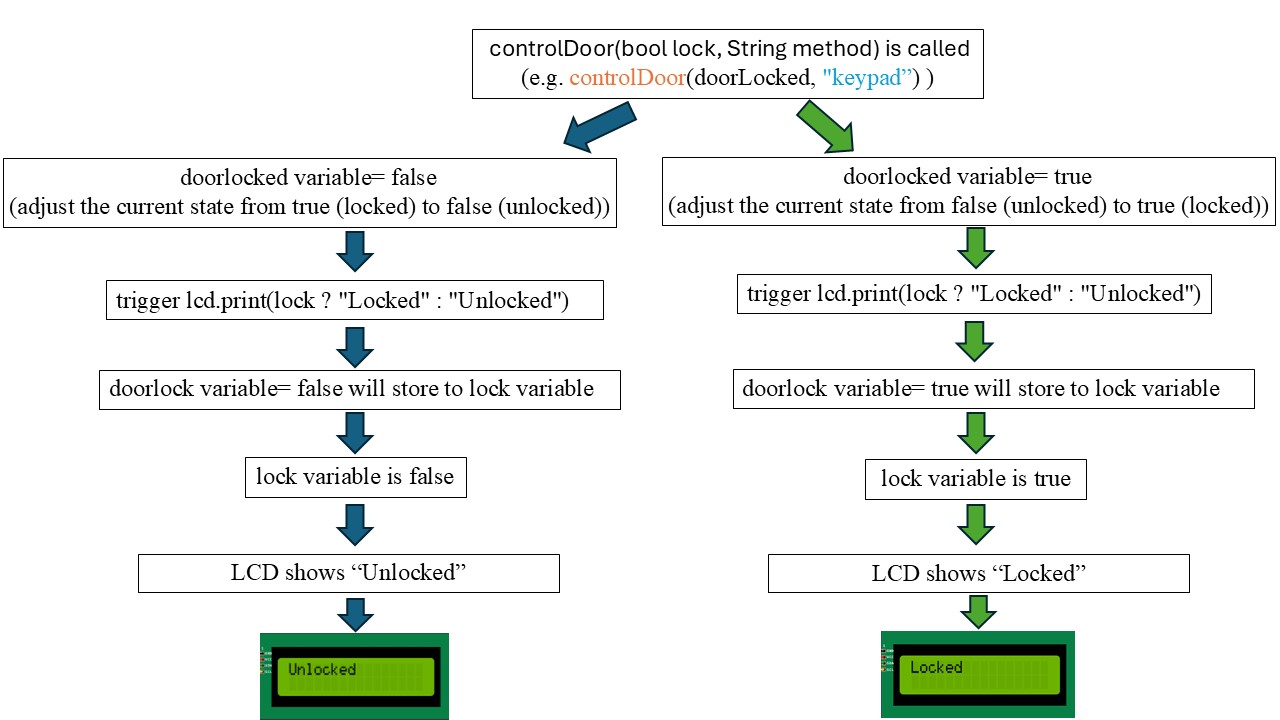 controlDoor(bool lock, String method) is called
(e.g. controlDoor(doorLocked, "keypad”) )
doorlocked variable= false
(adjust the current state from true (locked) to false (unlocked))
trigger lcd.print(lock ? "Locked" : "Unlocked")
doorlock variable= false will store to lock variable
lock variable is false
LCD shows “Unlocked”
Unlocked
doorlocked variable= true
(adjust the current state from false (unlocked) to true (locked))
trigger lcd.print(lock ? "Locked" : "Unlocked")
doorlock variable= true will store to lock variable
lock variable is true
LCD shows “Locked”
Locked